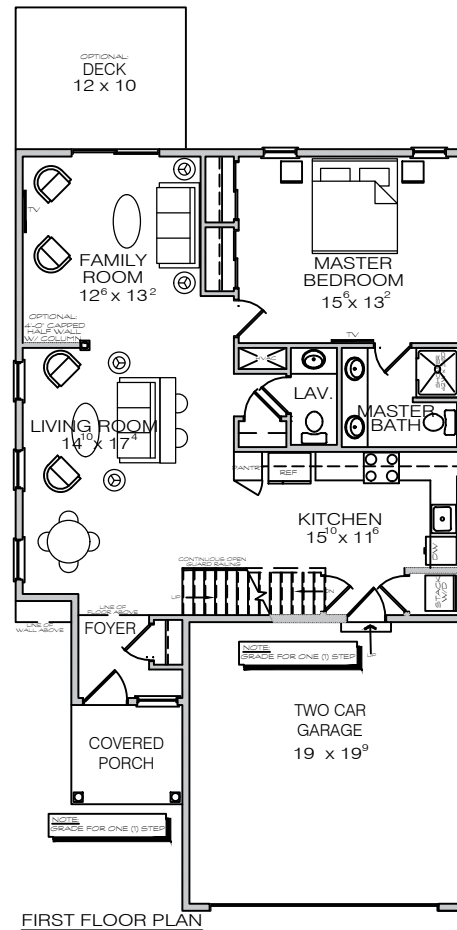 OPTIONAL:
DECK
12 x 10
TV
FAMILY
ROOM
12⁶ x 13²
MASTER
BEDROOM
15⁶ x 13²
OPTIONAL:
4'-0" CAPPED
HALF WALL
W/ COLUMN
TV
LAV.
MASTER
BATH
LIVING ROOM
14¹⁰ x 17⁴
PANTRY
REF
KITCHEN
15¹⁰ x 11⁶
DW
CONTINUOUS OPEN
GUARD RAILING
UP
DN
STACK
W/D
LINE OF
WALL ABOVE
LINE OF
FLOOR ABOVE
FOYER
NOTE:
GRADE FOR ONE (1) STEP
UP
TWO CAR
GARAGE
19 x 19⁹
COVERED
PORCH
NOTE:
GRADE FOR ONE (1) STEP
FIRST FLOOR PLAN